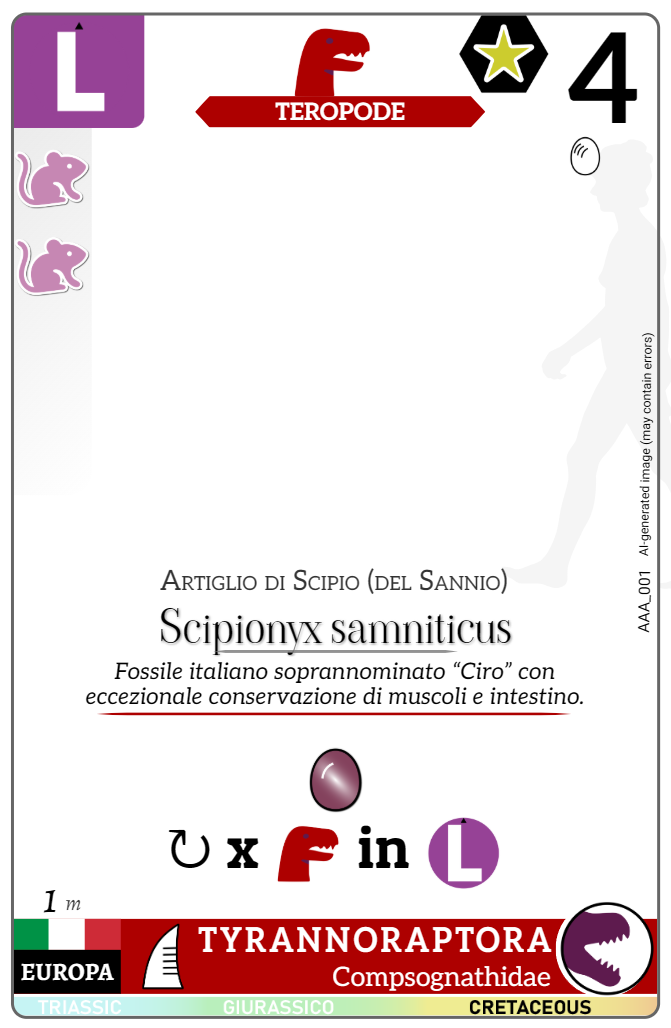 L
TEROPODE
4
AAA_001 AI-generated image (may contain errors)
Artiglio di Scipio (del Sannio)
Scipionyx samniticus
Fossile italiano soprannominato “Ciro” con
eccezionale conservazione di muscoli e intestino.
x in L
1 m
EUROPA
TYRANNORAPTORA
Compsognathidae
TRIASSIC GIURASSICO CRETACEOUS